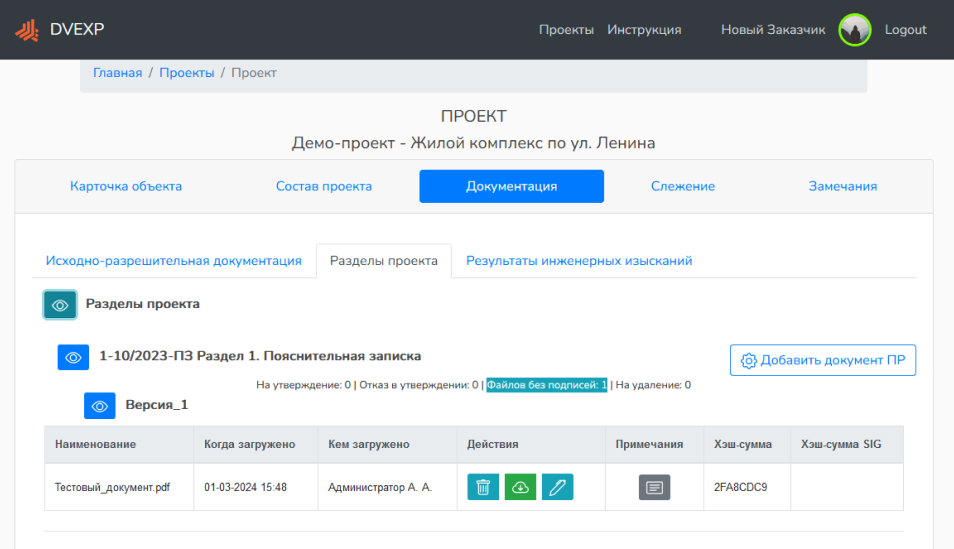 DVEXP
Проекты Инструкция Новый Заказчик Logout
Главная / Проекты / Проект
ПРОЕКТ
Демо-проект - Жилой комплекс по ул. Ленина
Карточка объекта Состав проекта Документация Слежение Замечания
Исходно-разрешительная документация Разделы проекта Результаты инженерных изысканий
Разделы проекта
1-10/2023-ПЗ Раздел 1. Пояснительная записка
Добавить документ ПР
На утверждение: 0 | Отказ в утверждении: 0 | Файлов без подписей: 1 | На удаление: 0
Версия_1
Наименование Когда загружено Кем загружено Действия Примечания Хэш-сумма Хэш-сумма SIG
Тестовый_документ.pdf 01-03-2024 15:48 Администратор А. А. 2FA8CDC9